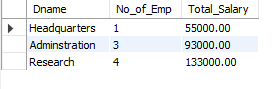 Dname No_of_Emp Total_Salary
Headquarters 1 55000.00
Adminstration 3 93000.00
Research 4 133000.00